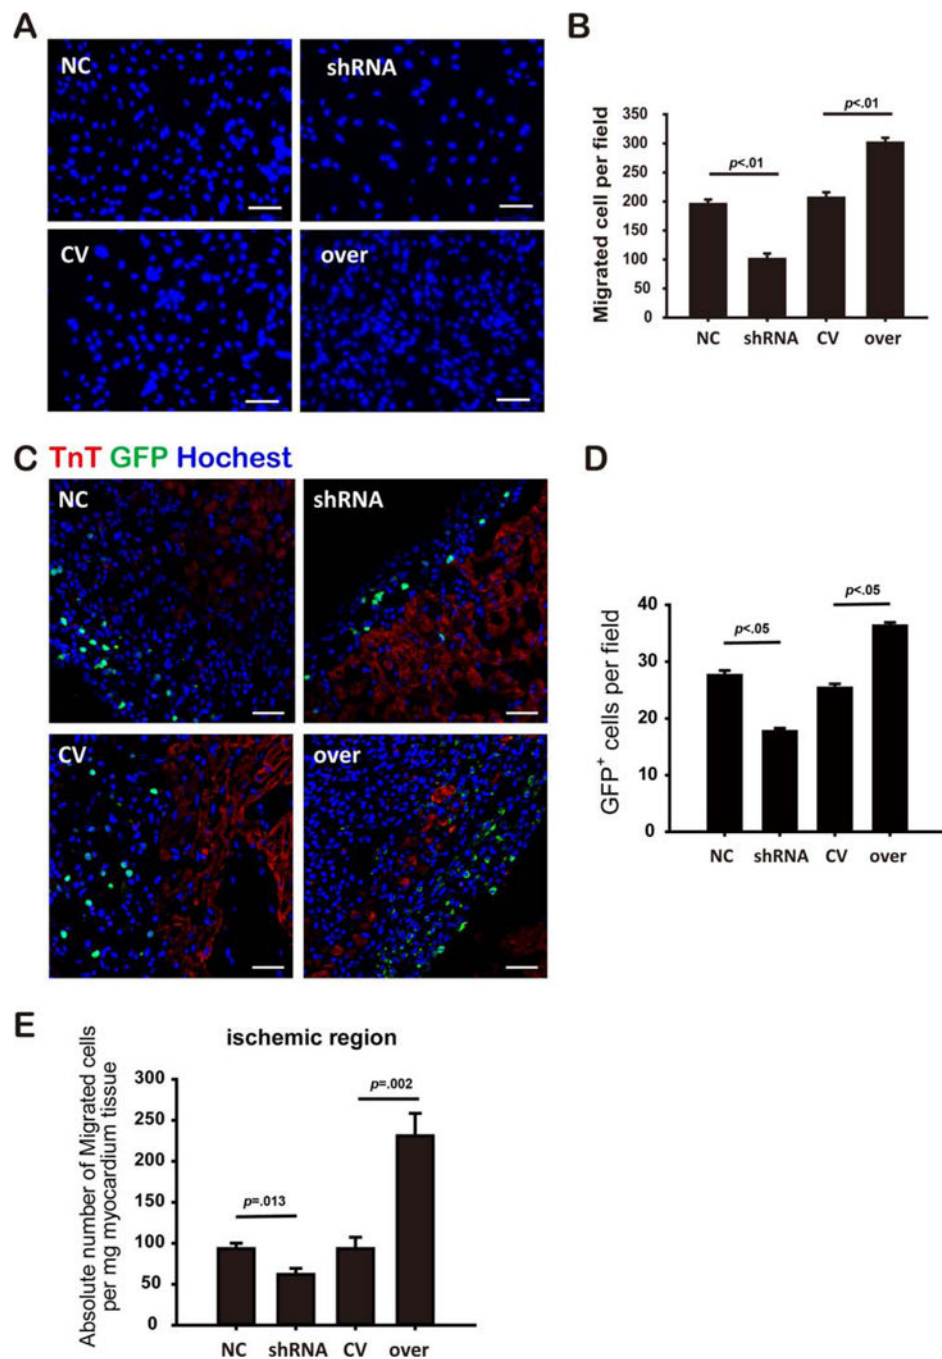 A
NC
shRNA
CV
over
B
Migrated cell per field
350
300
250
200
150
100
50
0
p<.01
p<.01
NC shRNA CV over
C TnT GFP Hochest
NC
shRNA
CV
over
D
GFP+ cells per field
40
30
20
10
0
p<.05
p<.05
NC shRNA CV over
E
ischemic region
Absolute number of Migrated cells
per mg myocardium tissue
300
250
200
150
100
50
0
p=.013
p=.002
NC shRNA CV over